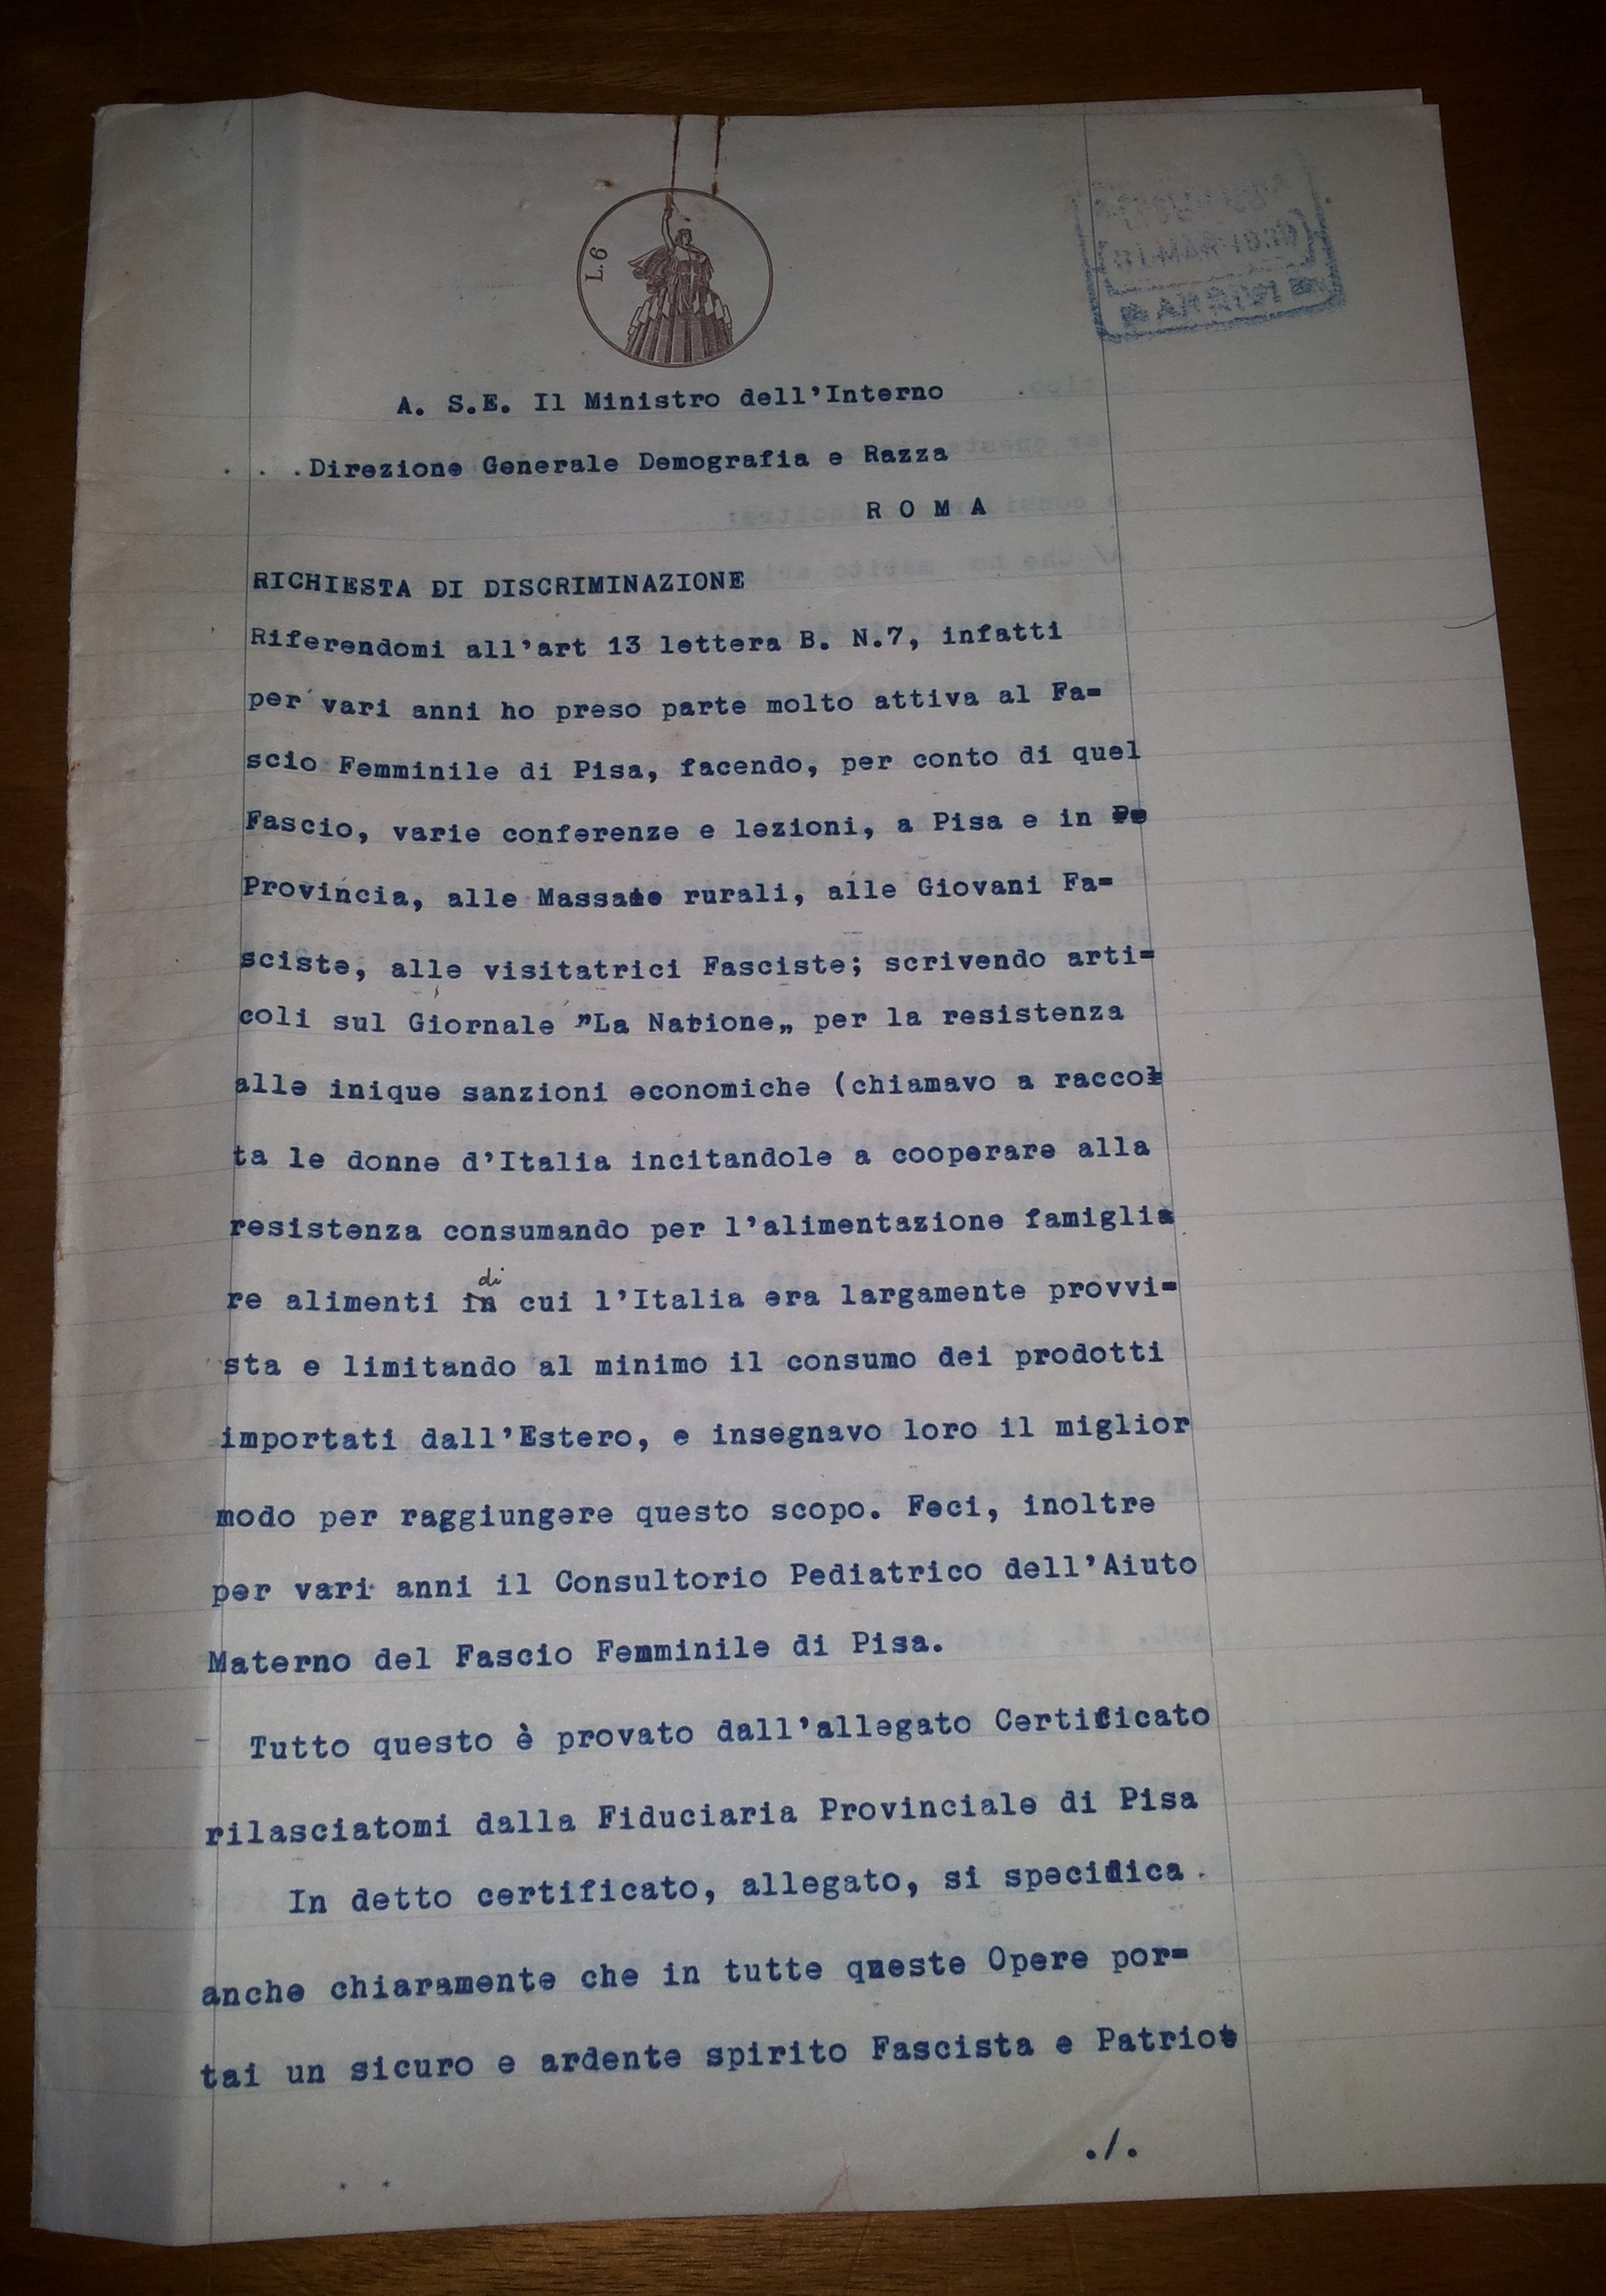 L.6
MAR
ARRIVI
A. S.E. Il Ministro dell'Interno
. . .Direzione Generale Demografia e Razza
R O M A
RICHIESTA DI DISCRIMINAZIONE
Riferendomi all'art 13 lettera B. N.7, infatti
per vari anni ho preso parte molto attiva al Fa=
scio Femminile di Pisa, facendo, per conto di quel
Fascio, varie conferenze e lezioni, a Pisa e in Pe
Provincia, alle Massaie rurali, alle Giovani Fa=
sciste, alle visitatrici Fasciste; scrivendo arti=
coli sul Giornale "La Nazione„ per la resistenza
alle inique sanzioni economiche (chiamavo a raccol
ta le donne d'Italia incitandole a cooperare alla
resistenza consumando per l'alimentazione familia
re alimenti in di cui l'Italia era largamente provvi=
sta e limitando al minimo il consumo dei prodotti
importati dall'Estero, e insegnavo loro il miglior
modo per raggiungere questo scopo. Feci, inoltre
per vari anni il Consultorio Pediatrico dell'Aiuto
Materno del Fascio Femminile di Pisa.
Tutto questo è provato dall'allegato Certificato
rilasciatomi dalla Fiduciaria Provinciale di Pisa
In detto certificato, allegato, si specifica .
anche chiaramente che in tutte queste Opere por=
tai un sicuro e ardente spirito Fascista e Patriot
./.